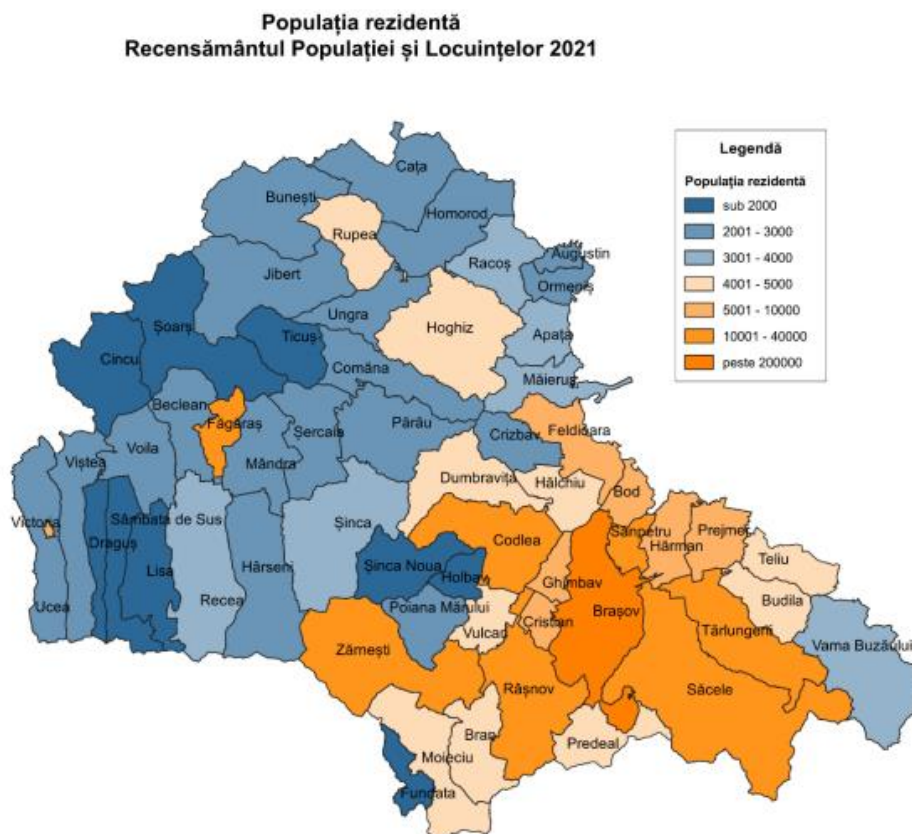 Populația rezidentă
Recensământul Populației și Locuințelor 2021
Legendă
Populația rezidentă
sub 2000
2001 - 3000
3001 - 4000
4001 - 5000
5001 - 10000
10001 - 40000
peste 200000
Cața
Bunești
Homorod
Rupea
Racoș
Augustin
Jibert
Ormeniș
Ungra
Șoarș
Hoghiz
Ticuș
Apața
Cincu
Comăna
Măieruș
Beclean
Făgăraș
Șercaia
Părău
Feldioara
Crizbav
Voila
Viștea
Mândra
Dumbravița
Hălchiu
Bod
Victoria
Sâmbăta de Sus
Șinca
Sânpetru
Prejmer
Drăguș
Codlea
Hărman
Teliu
Lisa
Hârseni
Șinca Noua
Holbav
Ghimbav
Ucea
Recea
Poiana Mărului
Brașov
Budila
Cristian
Vulcan
Tărlungeni
Zărnești
Vama Buzăului
Râșnov
Săcele
Bran
Predeal
Moieciu
Fundata